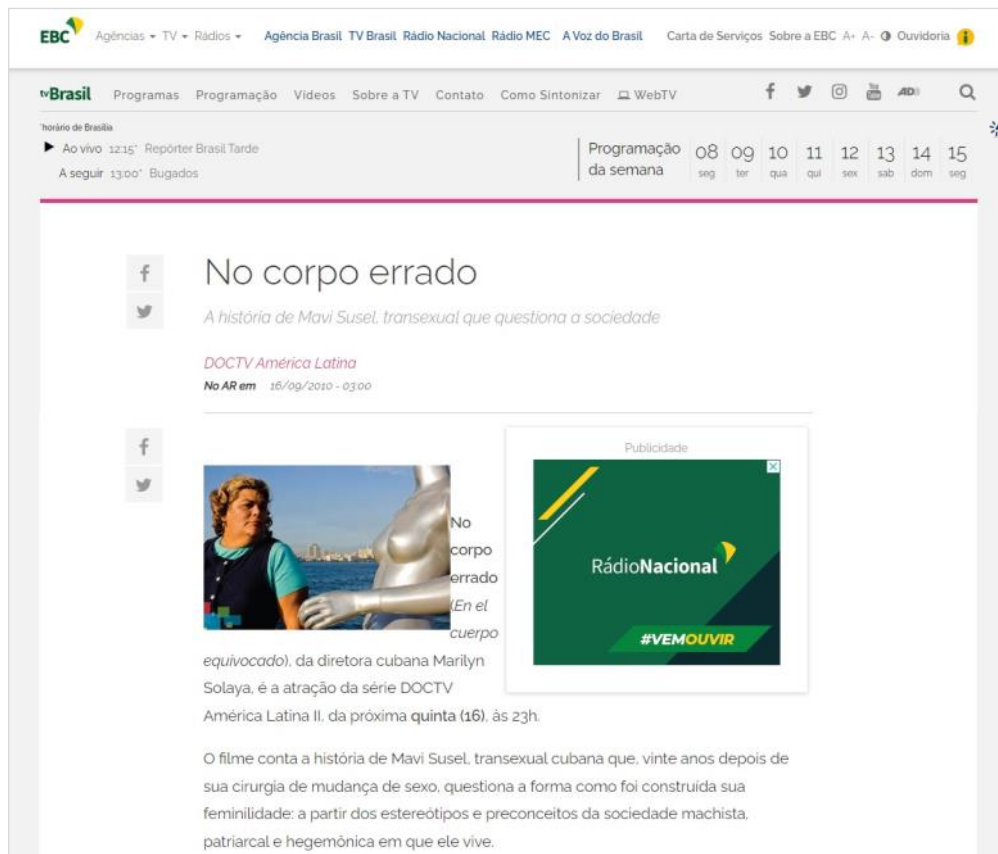 EBC Agências TV Rádios Agência Brasil TV Brasil Rádio Nacional Rádio MEC A Voz do Brasil Carta de Serviços Sobre a EBC A+ A- Ouvidoria
tvBrasil Programas Programação Vídeos Sobre a TV Contato Como Sintonizar WebTV
*horário de Brasília
Ao vivo 12:15* Repórter Brasil Tarde
A seguir 13:00* Bugados
Programação da semana
08 09 10 11 12 13 14 15
seg ter qua qui sex sab dom seg
No corpo errado
A história de Mavi Susel, transexual que questiona a sociedade
DOCTV América Latina
No AR em 16/09/2010 - 03:00
Publicidade
RádioNacional
#VEMOUVIR
No
corpo
errado
(En el
cuerpo
equivocado), da diretora cubana Marilyn
Solaya, é a atração da série DOCTV
América Latina II, da próxima quinta (16), às 23h.
O filme conta a história de Mavi Susel, transexual cubana que, vinte anos depois de
sua cirurgia de mudança de sexo, questiona a forma como foi construída sua
feminilidade: a partir dos estereótipos e preconceitos da sociedade machista,
patriarcal e hegemônica em que ele vive.